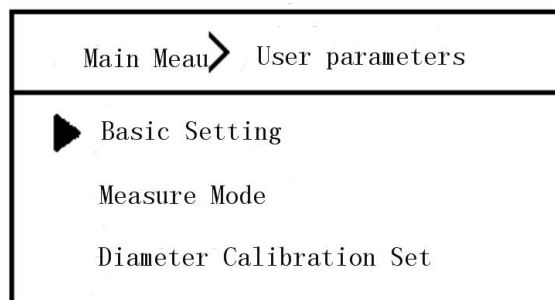 Main Meau > User parameters
Basic Setting
Measure Mode
Diameter Calibration Set